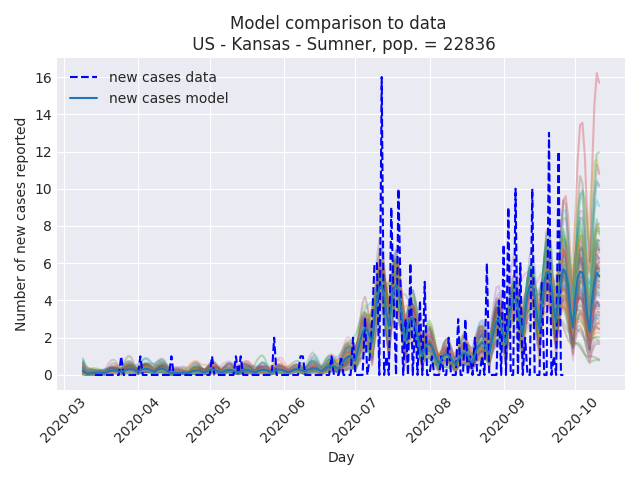 Model comparison to data
US - Kansas - Sumner, pop. = 22836
new cases data
new cases model
Number of new cases reported
16
14
12
10
8
6
4
2
0
2020-03
2020-04
2020-05
2020-06
2020-07
2020-08
2020-09
2020-10
Day